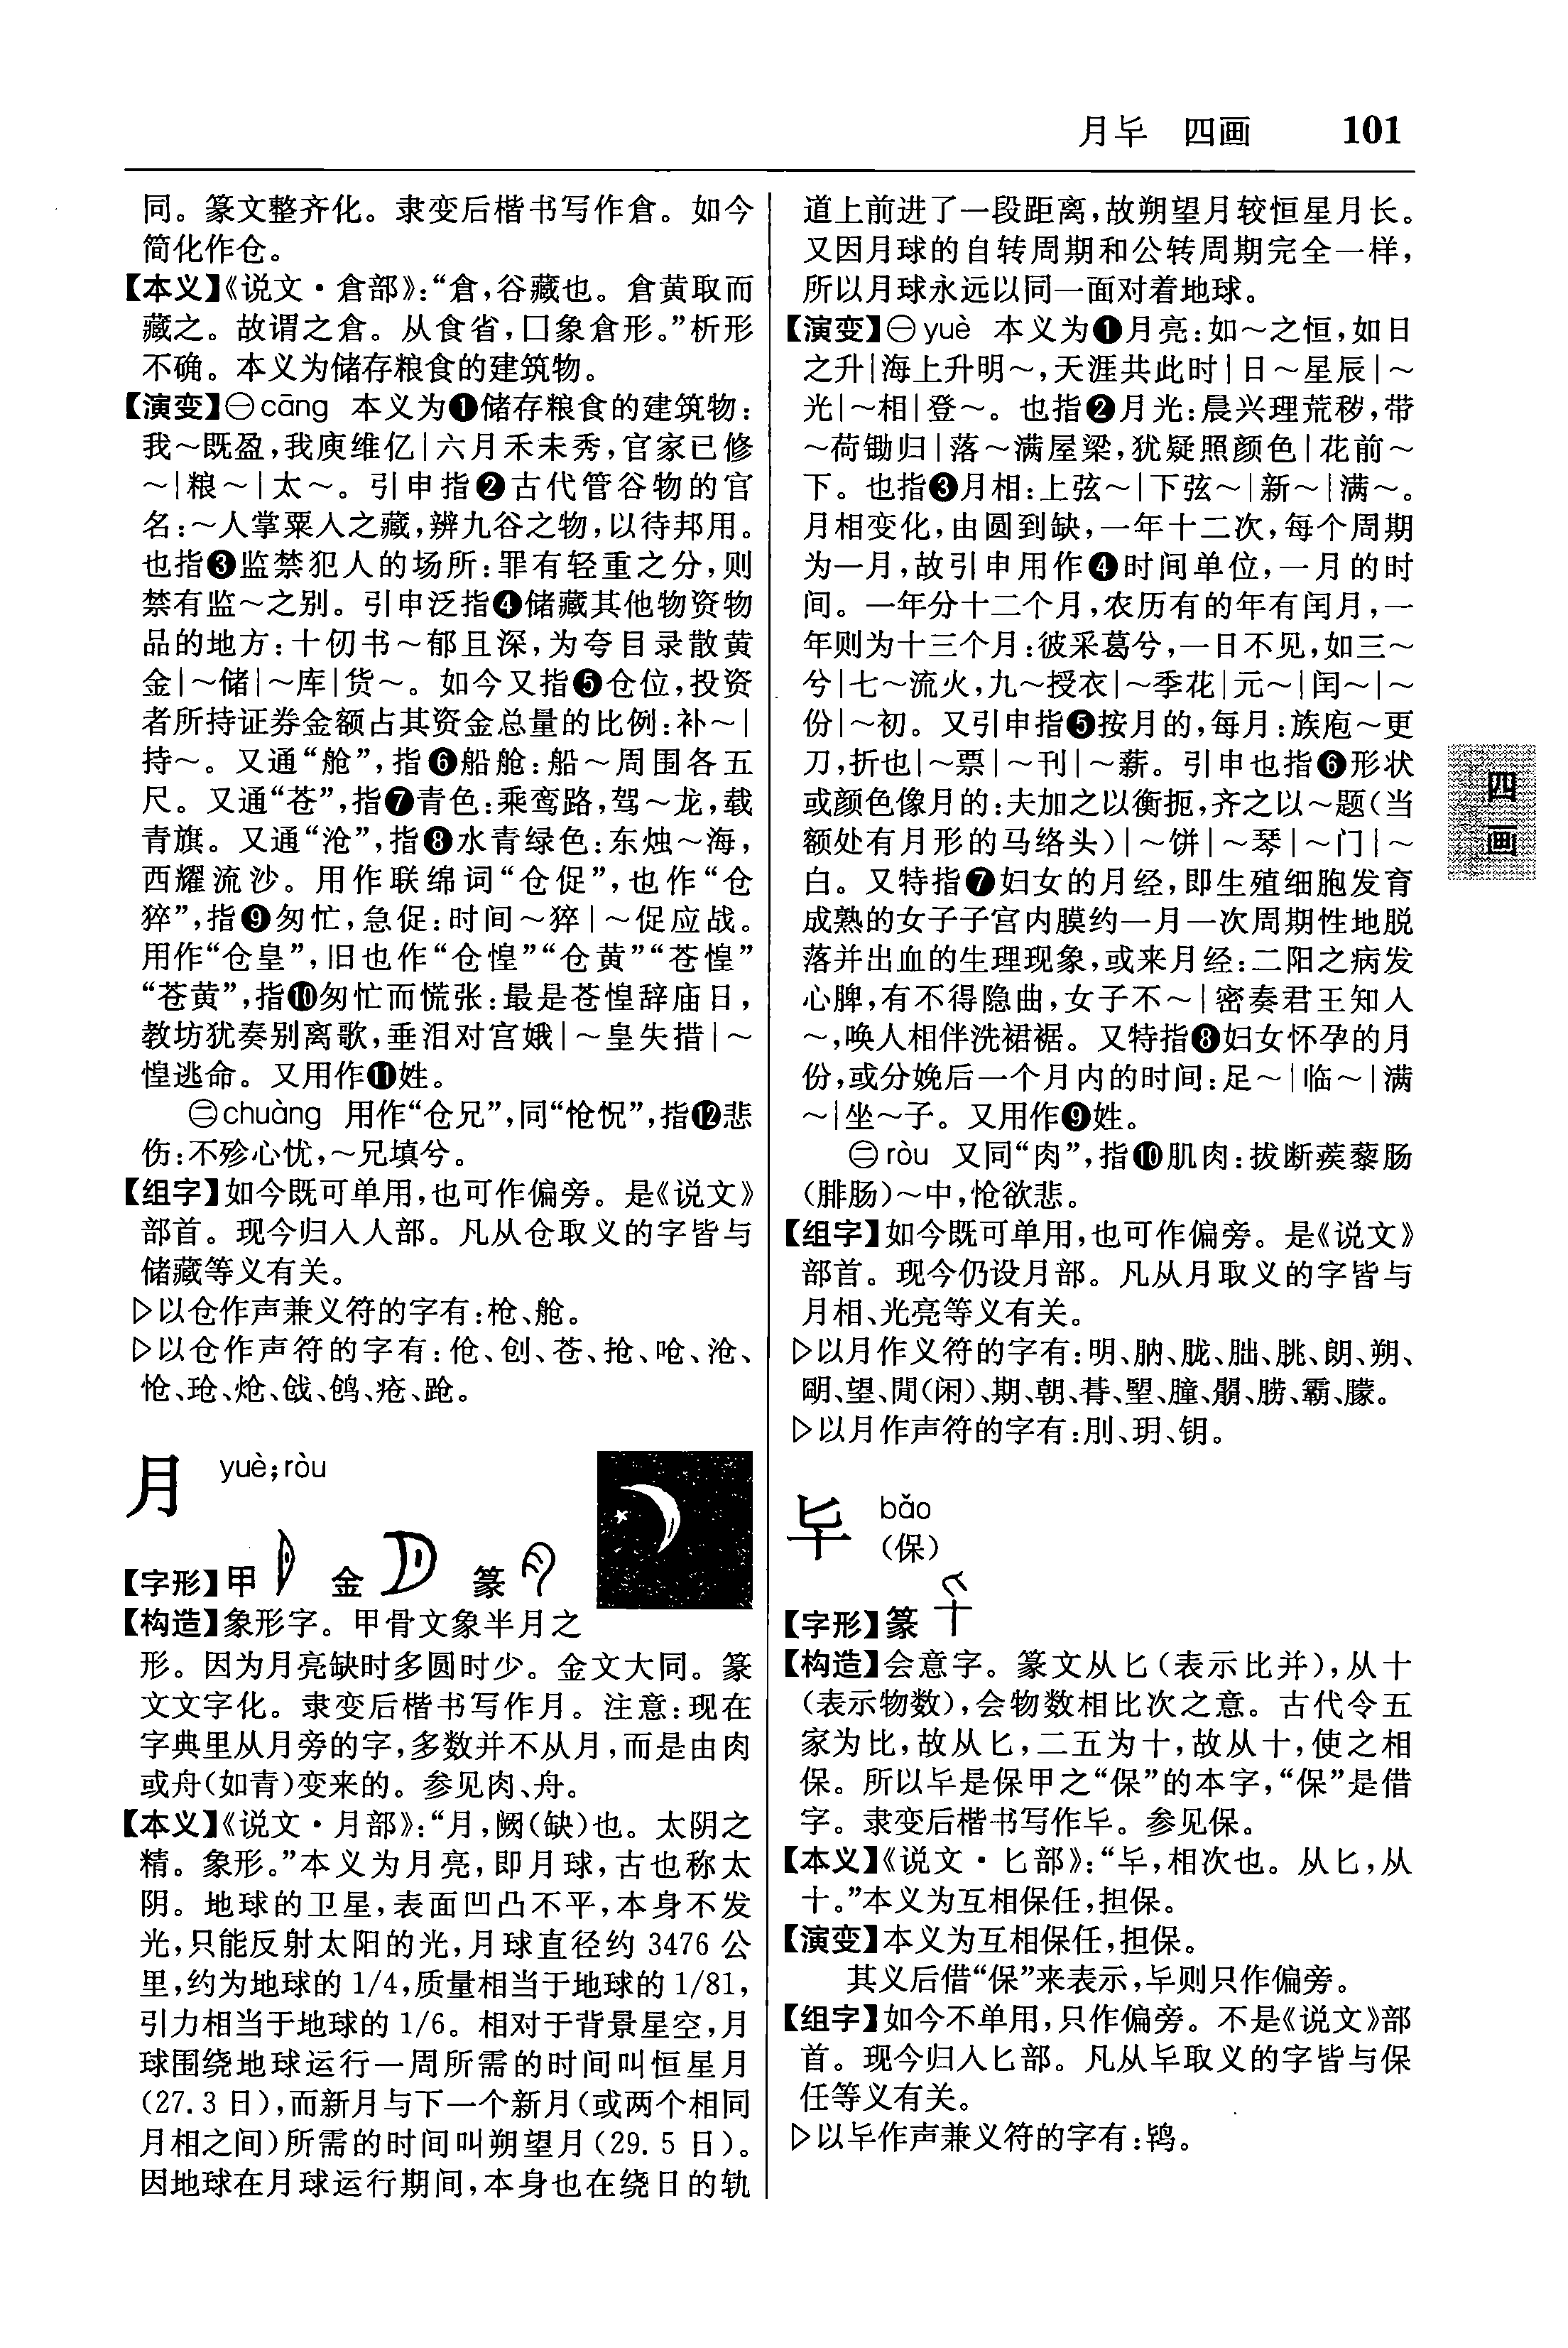 月㔫 四画 101
同。篆文整齐化。隶变后楷书写作倉。如今
简化作仓。
【本义】《说文·倉部》:“倉,谷藏也。倉黄取而
藏之。故谓之倉。从食省,口象倉形。”析形
不确。本义为储存粮食的建筑物。
【演变】㊀cāng 本义为❶储存粮食的建筑物:
我～既盈,我庾维亿|六月禾未秀,官家已修
～|粮～|太～。引申指❷古代管谷物的官
名:～人掌粟入之藏,辨九谷之物,以待邦用。
也指❸监禁犯人的场所:罪有轻重之分,则
禁有监～之别。引申泛指❹储藏其他物资物
品的地方:十仞书～郁且深,为夸目录散黄
金|～储|～库|货～。如今又指❺仓位,投资
者所持证券金额占其资金总量的比例:补～|
持～。又通“舱”,指❻船舱:船～周围各五
尺。又通“苍”,指❼青色:乘鸾路,驾～龙,载
青旗。又通“沧”,指❽水青绿色:东烛～海,
西耀流沙。用作联绵词“仓促”,也作“仓
猝”,指❾匆忙,急促:时间～猝|～促应战。
用作“仓皇”,旧也作“仓惶”“仓黄”“苍惶”
“苍黄”,指❿匆忙而慌张:最是苍惶辞庙日,
教坊犹奏别离歌,垂泪对宫娥|～皇失措|～
惶逃命。又用作⓫姓。
㊁chuàng 用作“仓兄”,同“怆怳”,指⓬悲
伤:不殄心忧,～兄填兮。
【组字】如今既可单用,也可作偏旁。是《说文》
部首。现今归入人部。凡从仓取义的字皆与
储藏等义有关。
▷以仓作声兼义符的字有:枪、舱。
▷以仓作声符的字有:伧、创、苍、抢、呛、沧、
怆、玱、炝、戗、鸧、疮、跄。
月 yuè;ròu
【字形】甲 金 篆
【构造】象形字。甲骨文象半月之
形。因为月亮缺时多圆时少。金文大同。篆
文文字化。隶变后楷书写作月。注意:现在
字典里从月旁的字,多数并不从月,而是由肉
或舟(如青)变来的。参见肉、舟。
【本义】《说文·月部》:“月,阙(缺)也。太阴之
精。象形。”本义为月亮,即月球,古也称太
阴。地球的卫星,表面凹凸不平,本身不发
光,只能反射太阳的光,月球直径约 3476 公
里,约为地球的 1/4,质量相当于地球的 1/81,
引力相当于地球的 1/6。相对于背景星空,月
球围绕地球运行一周所需的时间叫恒星月
(27.3 日),而新月与下一个新月(或两个相同
月相之间)所需的时间叫朔望月(29.5 日)。
因地球在月球运行期间,本身也在绕日的轨
道上前进了一段距离,故朔望月较恒星月长。
又因月球的自转周期和公转周期完全一样,
所以月球永远以同一面对着地球。
【演变】㊀yuè 本义为❶月亮:如～之恒,如日
之升|海上升明～,天涯共此时|日～星辰|～
光|～相|登～。也指❷月光:晨兴理荒秽,带
～荷锄归|落～满屋梁,犹疑照颜色|花前～
下。也指❸月相:上弦～|下弦～|新～|满～。
月相变化,由圆到缺,一年十二次,每个周期
为一月,故引申用作❹时间单位,一月的时
间。一年分十二个月,农历有的年有闰月,一
年则为十三个月:彼采葛兮,一日不见,如三～
兮|七～流火,九～授衣|～季花|元～|闰～|～
份|～初。又引申指❺按月的,每月:族庖～更
刀,折也|～票|～刊|～薪。引申也指❻形状
或颜色像月的:夫加之以衡扼,齐之以～题(当
额处有月形的马络头)|～饼|～琴|～门|～
白。又特指❼妇女的月经,即生殖细胞发育
成熟的女子子宫内膜约一月一次周期性地脱
落并出血的生理现象,或来月经:二阳之病发
心脾,有不得隐曲,女子不～|密奏君王知入
～,唤人相伴洗裙裾。又特指❽妇女怀孕的月
份,或分娩后一个月内的时间:足～|临～|满
～|坐～子。又用作❾姓。
㊁ròu 又同“肉”,指❿肌肉:拔断蒺藜肠
(腓肠)～中,怆欲悲。
【组字】如今既可单用,也可作偏旁。是《说文》
部首。现今仍设月部。凡从月取义的字皆与
月相、光亮等义有关。
▷以月作义符的字有:明、朒、胧、朏、朓、朗、朔、
朙、望、閒(闲)、期、朝、朞、朢、朣、朤、朥、霸、朦。
▷以月作声符的字有:刖、玥、钥。
㔫 bǎo
(保)
【字形】篆
【构造】会意字。篆文从匕(表示比并),从十
(表示物数),会物数相比次之意。古代令五
家为比,故从匕,二五为十,故从十,使之相
保。所以㔫是保甲之“保”的本字,“保”是借
字。隶变后楷书写作㔫。参见保。
【本义】《说文·匕部》:“㔫,相次也。从匕,从
十。”本义为互相保任,担保。
【演变】本义为互相保任,担保。
其义后借“保”来表示,㔫则只作偏旁。
【组字】如今不单用,只作偏旁。不是《说文》部
首。现今归入匕部。凡从㔫取义的字皆与保
任等义有关。
▷以㔫作声兼义符的字有:鸨。
四画